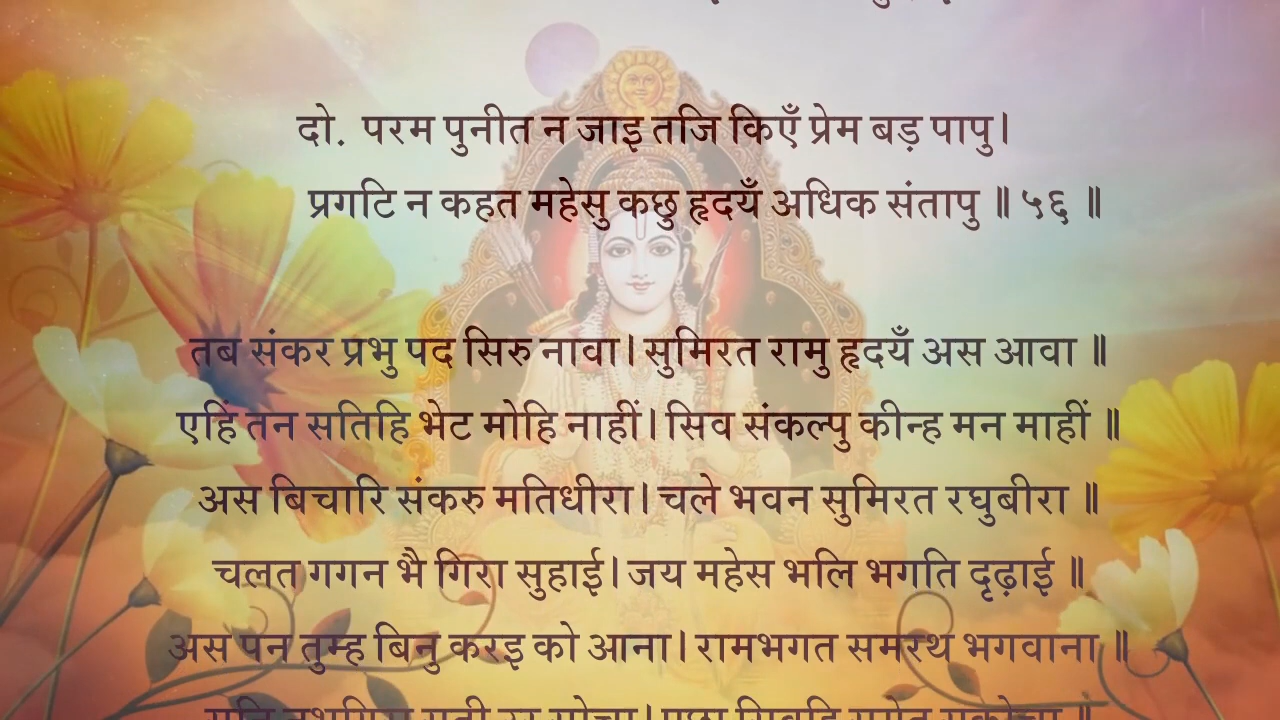 दो. परम पुनीत न जाइ तजि किएँ प्रेम बड़ पापु।
प्रगटि न कहत महेसु कछु हृदयँ अधिक संतापु ॥ ५६ ॥
तब संकर प्रभु पद सिरु नावा। सुमिरत रामु हृदयँ अस आवा ॥
एहिं तन सतिहि भेट मोहि नाहीं। सिव संकल्पु कीन्ह मन माहीं ॥
अस बिचारि संकरु मतिधीरा। चले भवन सुमिरत रघुबीरा ॥
चलत गगन भै गिरा सुहाई। जय महेस भलि भगति दृढ़ाई ॥
अस पन तुम्ह बिनु करइ को आना। रामभगत समरथ भगवाना ॥